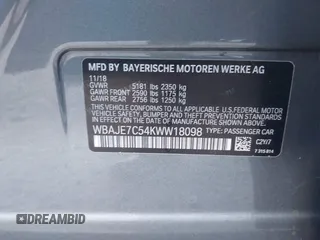 MFD BY BAYERISCHE MOTOREN WERKE AG
11/18
GVWR 5181 lbs 2350 kg
GAWR FRONT 2590 lbs 1175 kg
GAWR REAR 2756 lbs 1250 kg
THIS VEHICLE CONFORMS TO ALL APPLICABLE FEDERAL MOTOR VEHICLE SAFETY, BUMPER, AND THEFT PREVENTION STANDARDS IN EFFECT ON THE DATE OF MANUFACTURE SHOWN ABOVE.
WBAJE7C54KWW18098 TYPE: PASSENGER CAR
C2Y/7
DREAMBID